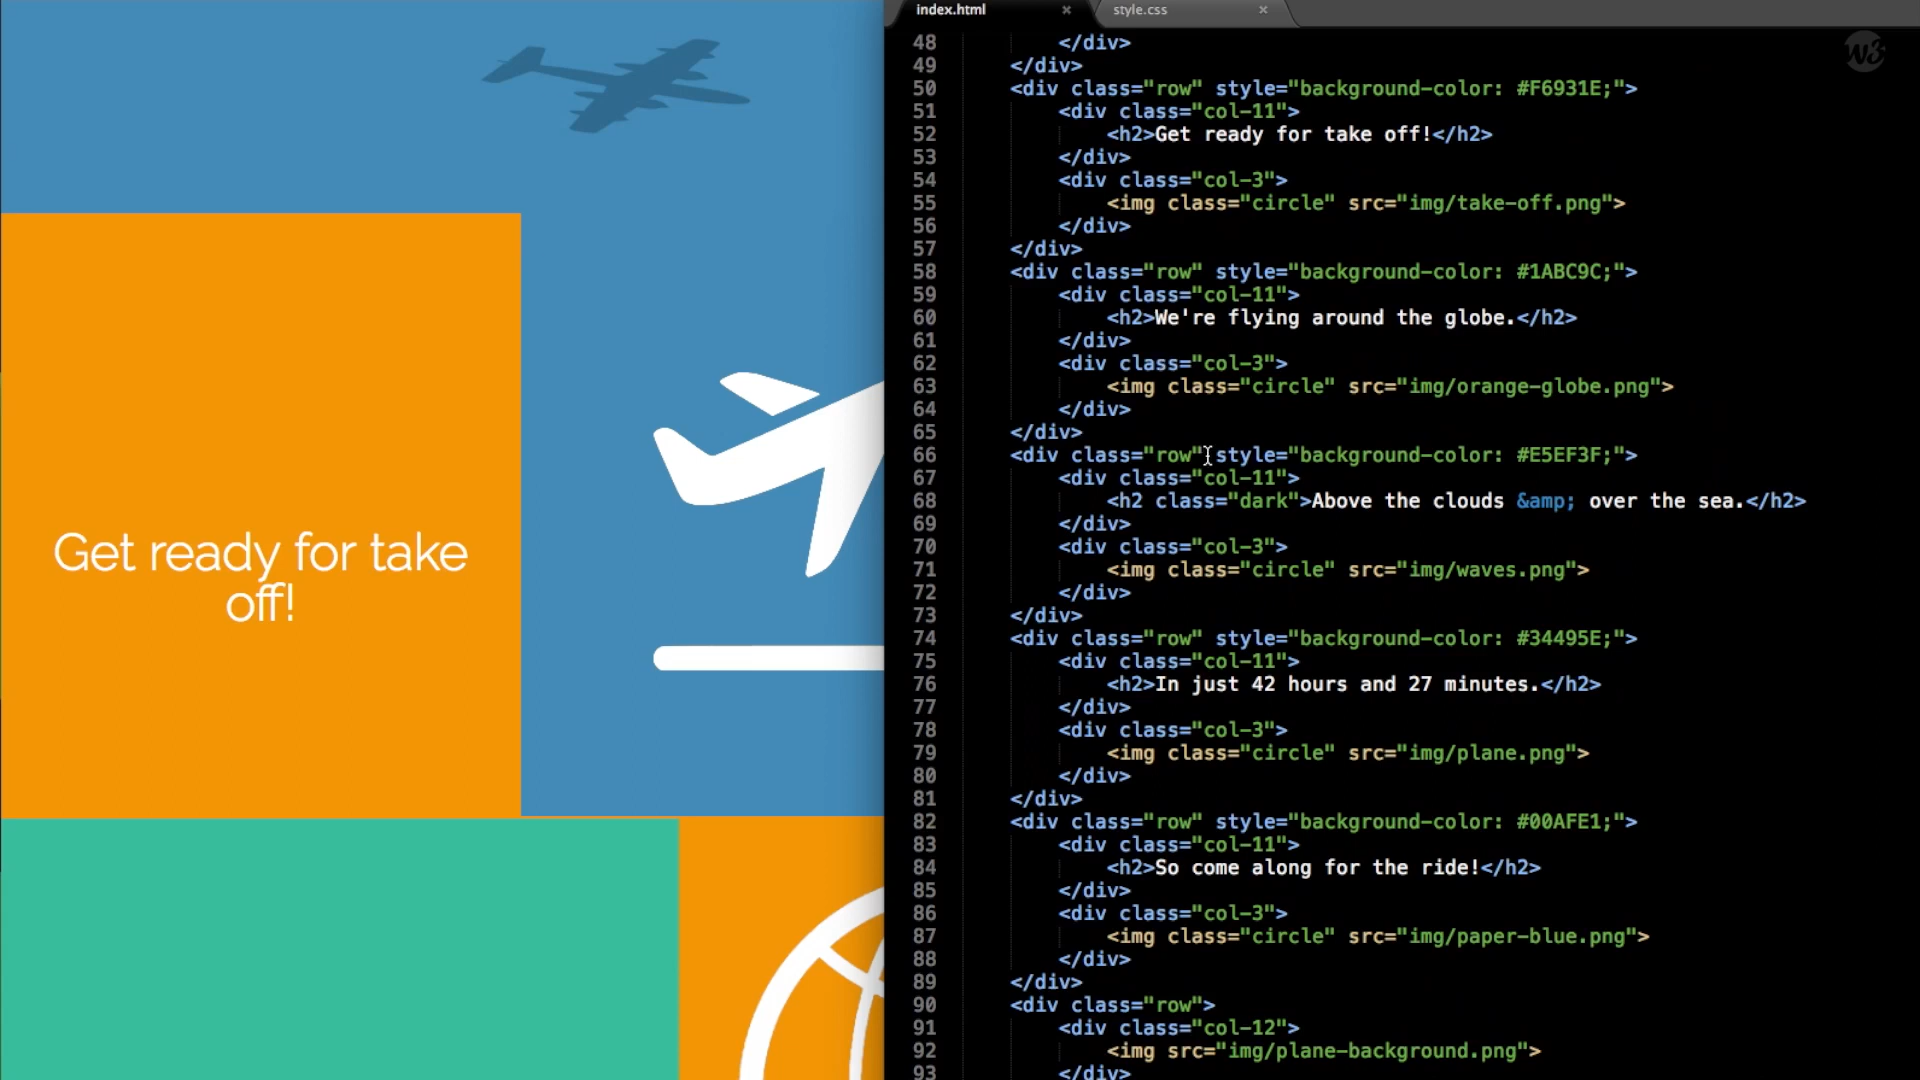 Get ready for take
off!
index.html × style.css ×
W3
48 </div>
49 </div>
50 <div class="row" style="background-color: #F6931E;">
51 <div class="col-11">
52 <h2>Get ready for take off!</h2>
53 </div>
54 <div class="col-3">
55 <img class="circle" src="img/take-off.png">
56 </div>
57 </div>
58 <div class="row" style="background-color: #1ABC9C;">
59 <div class="col-11">
60 <h2>We're flying around the globe.</h2>
61 </div>
62 <div class="col-3">
63 <img class="circle" src="img/orange-globe.png">
64 </div>
65 </div>
66 <div class="row" style="background-color: #E5EF3F;">
67 <div class="col-11">
68 <h2 class="dark">Above the clouds &amp; over the sea.</h2>
69 </div>
70 <div class="col-3">
71 <img class="circle" src="img/waves.png">
72 </div>
73 </div>
74 <div class="row" style="background-color: #34495E;">
75 <div class="col-11">
76 <h2>In just 42 hours and 27 minutes.</h2>
77 </div>
78 <div class="col-3">
79 <img class="circle" src="img/plane.png">
80 </div>
81 </div>
82 <div class="row" style="background-color: #00AFE1;">
83 <div class="col-11">
84 <h2>So come along for the ride!</h2>
85 </div>
86 <div class="col-3">
87 <img class="circle" src="img/paper-blue.png">
88 </div>
89 </div>
90 <div class="row">
91 <div class="col-12">
92 <img src="img/plane-background.png">
93 </div>